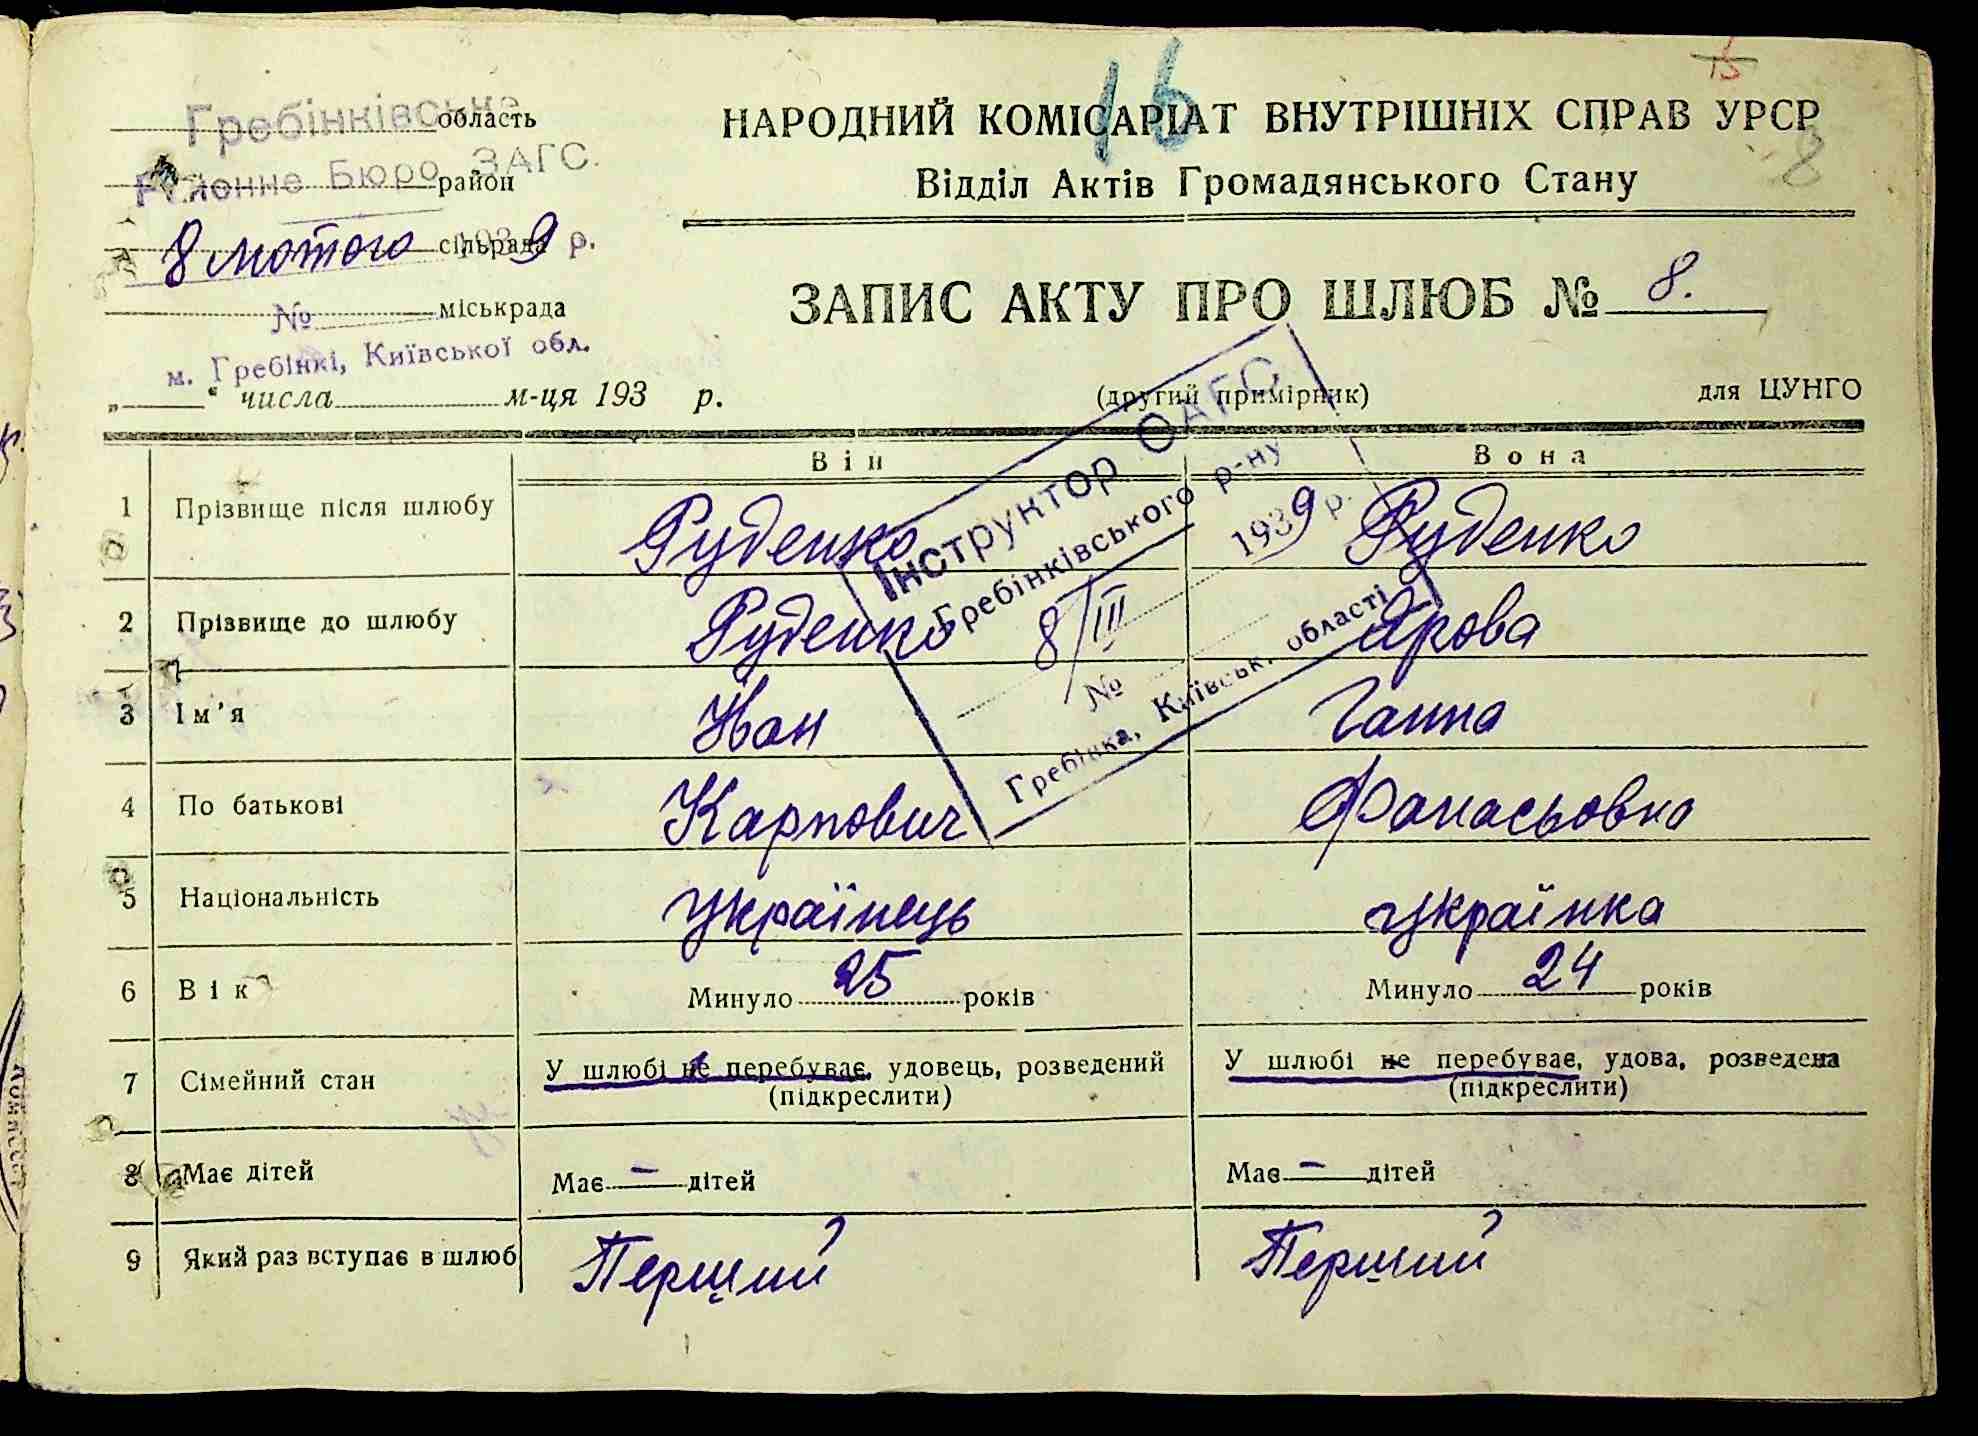 16
15
НАРОДНИЙ КОМІСАРІАТ ВНУТРІШНІХ СПРАВ УРСР
8
Відділ Актів Громадянського Стану
Гребінківське область
Районне Бюро ЗАГС. район
8 лютого 1939 р. сільрада
№ міськрада
м. Гребінкі, Київської обл.
„ “ числа м-ця 193 р.
ЗАПИС АКТУ ПРО ШЛЮБ № 8.
(другий примірник)
для ЦУНГО
Інструктор ОАГС
Гребінківського р-ну
8/III 1939 р.
№
Гребінка, Київськ. області
Він Вона
1 Прізвище після шлюбу Руденко Руденко
2 Прізвище до шлюбу Руденко Ярова
3 Ім’я Іван Ганна
4 По батькові Карпович Фанасьовна
5 Національність Українець Українка
6 Вік Минуло 25 років Минуло 24 років
7 Сімейний стан У шлюбі не перебуває, удовець, розведений У шлюбі не перебуває, удова, розведена
(підкреслити) (підкреслити)
8 Має дітей Має – дітей Має – дітей
9 Який раз вступає в шлюб Перший Перший